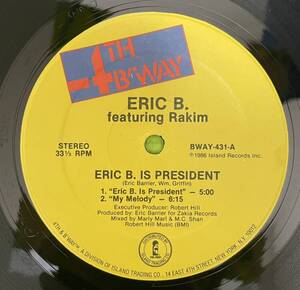 4TH
B'WAY
ERIC B.
featuring Rakim
STEREO
33⅓ RPM
BWAY-431-A
℗ 1986 Island Records Inc.
ERIC B. IS PRESIDENT
(Eric Barrier, Wm. Griffin)
1. "Eric B. Is President" – 5:00
2. "My Melody" – 6:15
Executive Producer: Robert Hill
Produced by: Eric Barrier for Zakia Records
Mixed by Marly Marl & M.C. Shan
Robert Hill Music (BMI)
4TH & B'WAY™ A DIVISION OF ISLAND TRADING CO., 14 EAST 4TH STREET, NEW YORK, N.Y. 10012